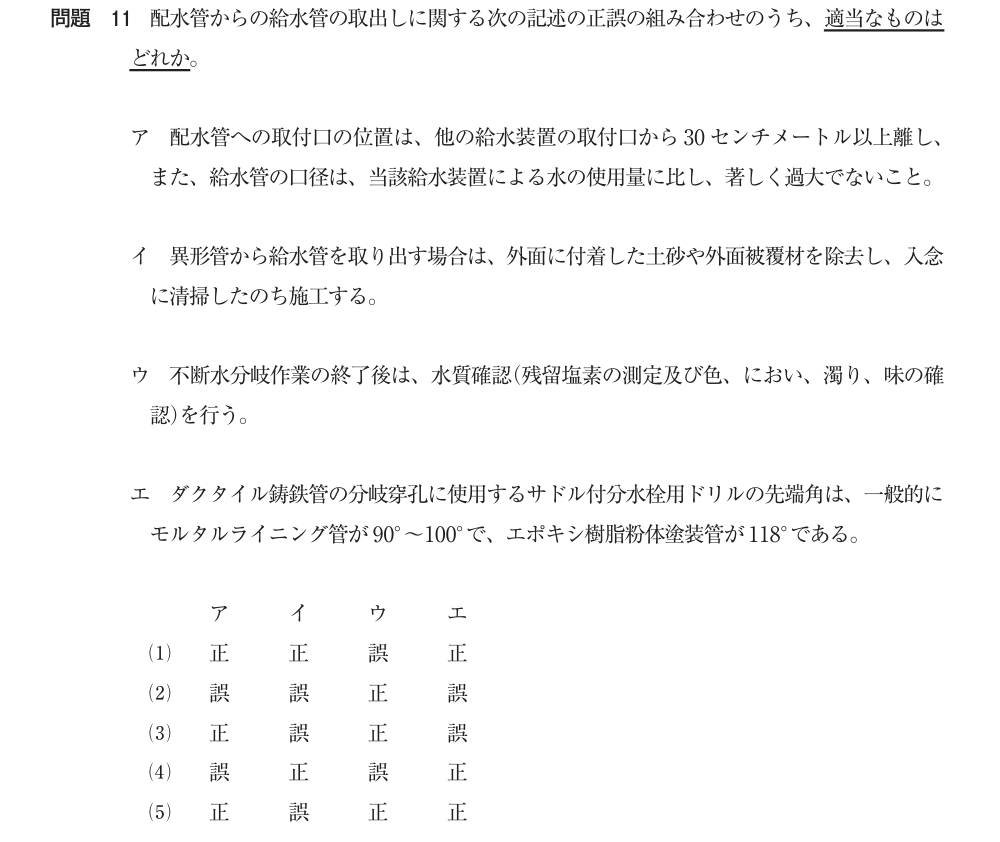 問題 11 配水管からの給水管の取出しに関する次の記述の正誤の組み合わせのうち、適当なものは
どれか。
ア 配水管への取付口の位置は、他の給水装置の取付口から 30 センチメートル以上離し、
また、給水管の口径は、当該給水装置による水の使用量に比し、著しく過大でないこと。
イ 異形管から給水管を取り出す場合は、外面に付着した土砂や外面被覆材を除去し、入念
に清掃したのち施工する。
ウ 不断水分岐作業の終了後は、水質確認(残留塩素の測定及び色、におい、濁り、味の確
認)を行う。
エ ダクタイル鋳鉄管の分岐穿孔に使用するサドル付分水栓用ドリルの先端角は、一般的に
モルタルライニング管が 90°~100°で、エポキシ樹脂粉体塗装管が 118°である。
ア イ ウ エ
(1) 正 正 誤 正
(2) 誤 誤 正 誤
(3) 正 誤 正 誤
(4) 誤 正 誤 正
(5) 正 誤 正 正